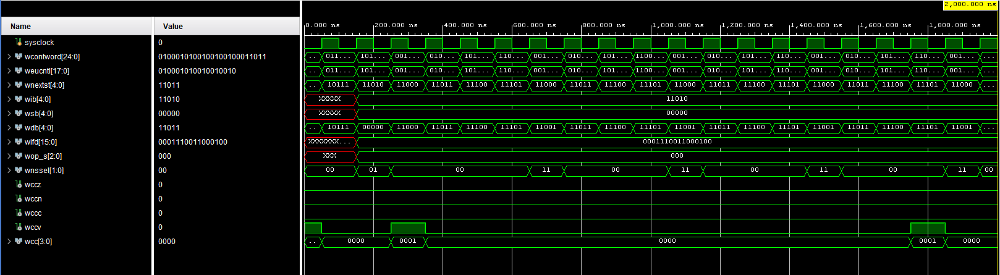 2,000.000 ns
Name Value 0.000 ns 200.000 ns 400.000 ns 600.000 ns 800.000 ns 1,000.000 ns 1,200.000 ns 1,400.000 ns 1,600.000 ns 1,800.000 ns
sysclock 0
wcontword[24:0] 0100010100100100100011011 ... 011... 101... 001... 010... 101... 110... 001... 010... 101... 1100... 001... 010... 101... 110... 001... 010... 101... 110... 001... ...
weucntl[17:0] 010001010010010010 ... 011... 101... 001... 010... 101... 110... 001... 010... 101... 1100... 001... 010... 101... 110... 001... 010... 101... 110... 001... ...
wnextst[4:0] 11011 .. 10111 11010 11000 11011 11100 11101 11000 11011 11100 11101 11000 11011 11100 11101 11000 11011 11100 11101 11000 ...
wib[4:0] 11010 XXXXX 11010
wsb[4:0] 00000 XXXXX 00000
wdb[4:0] 11011 .. 10111 00000 11000 11011 11100 11101 11001 11011 11100 11101 11001 11011 11100 11101 11001 11011 11100 11101 11001 ...
wifd[15:0] 0001110011000100 XXXXXXX... 0001110011000100
wop_s[2:0] 000 XXX 000
wnssel[1:0] 00 00 01 00 11 00 11 00 11 00 11 00
wccz 0
wccn 0
wccc 0
wccv 0
wcc[3:0] 0000 .. 0000 0001 0000 0001 0000